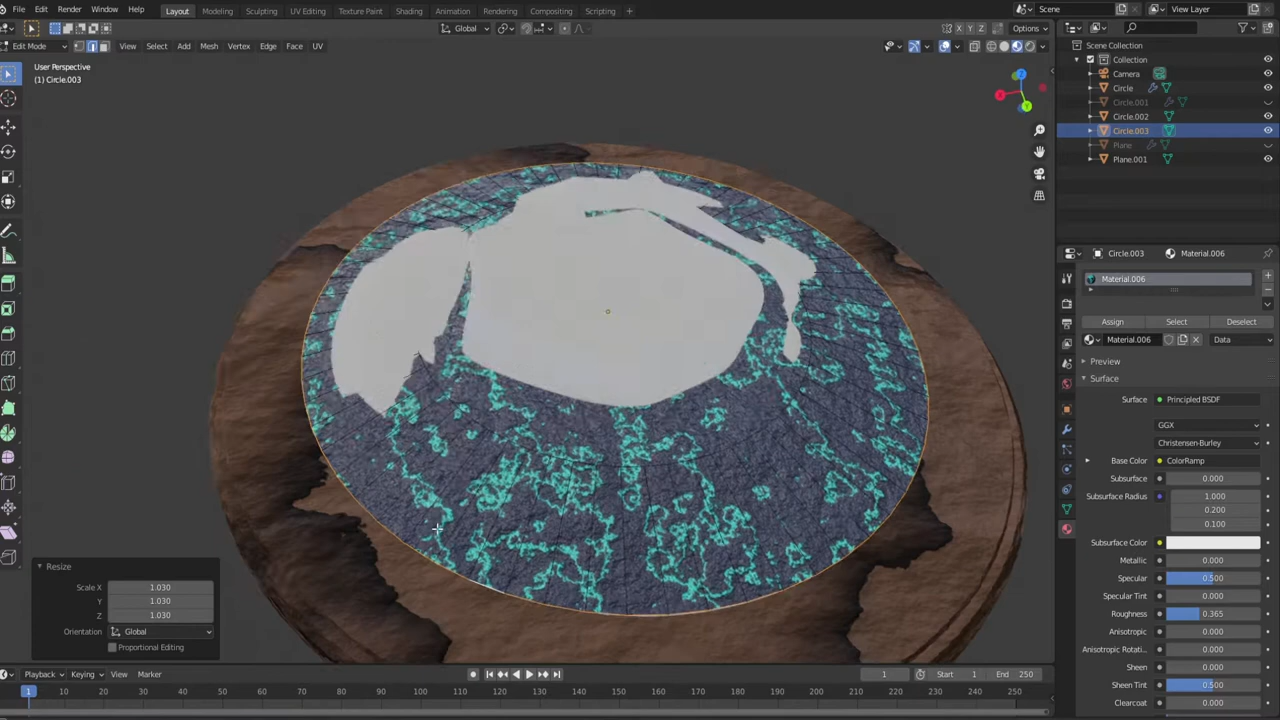 File Edit Render Window Help Layout Modeling Sculpting UV Editing Texture Paint Shading Animation Rendering Compositing Scripting + Scene View Layer
Global Options
Edit Mode View Select Add Mesh Vertex Edge Face UV X Y Z
User Perspective
(1) Circle.003
Scene Collection
Collection
Camera
Circle
Circle.001
Circle.002
Circle.003
Plane
Plane.001
Circle.003 Material.006
Material.006
Assign Select Deselect
Material.006 Data
Preview
Surface
Surface Principled BSDF
GGX
Christensen-Burley
Base Color ColorRamp
Subsurface 0.000
Subsurface Radius 1.000
0.200
0.100
Subsurface Color
Metallic 0.000
Specular 0.500
Specular Tint 0.000
Roughness 0.365
Anisotropic 0.000
Anisotropic Rotati... 0.000
Sheen 0.000
Sheen Tint 0.500
Clearcoat 0.000
Resize
Scale X 1.030
Y 1.030
Z 1.030
Orientation Global
Proportional Editing
Playback Keying View Marker 1 Start 1 End 250
1 10 20 30 40 50 60 70 80 90 100 110 120 130 140 150 160 170 180 190 200 210 220 230 240 250